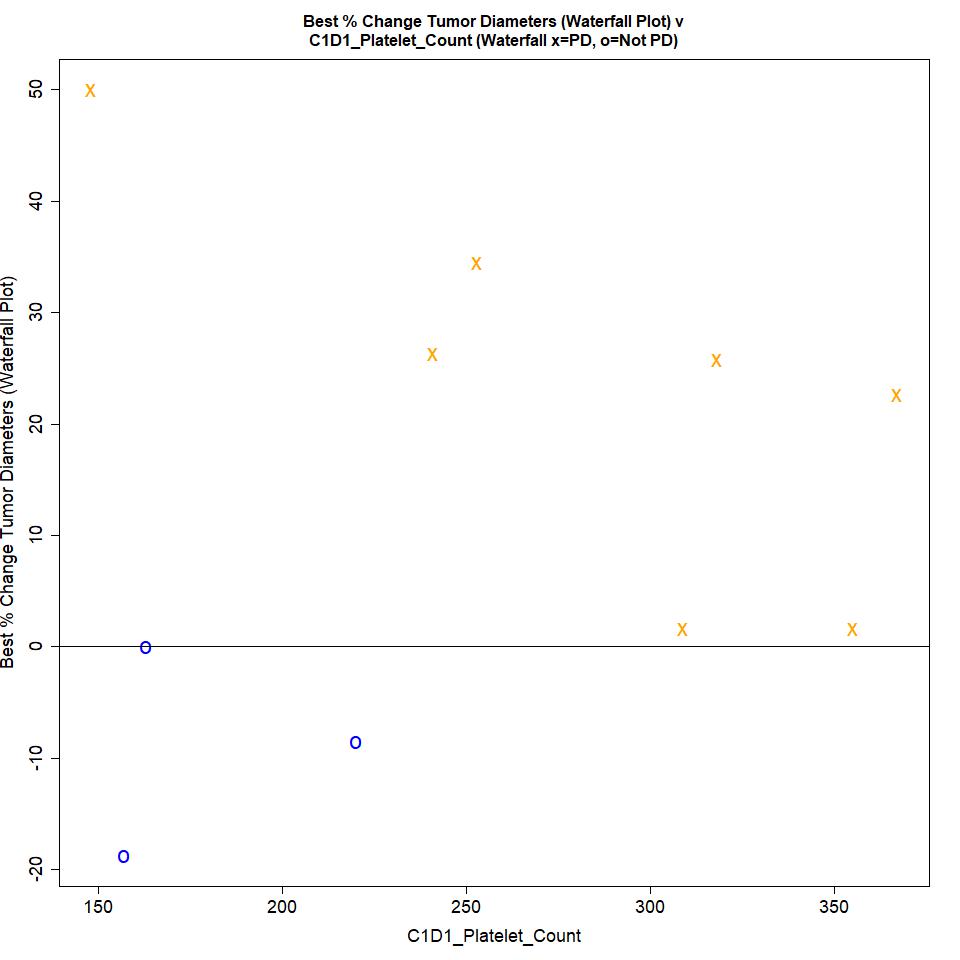 Best % Change Tumor Diameters (Waterfall Plot) v
C1D1_Platelet_Count (Waterfall x=PD, o=Not PD)
Best % Change Tumor Diameters (Waterfall Plot)
50
40
30
20
10
0
-10
-20
X
X
X
X
X
X
X
O
O
O
150
200
250
300
350
C1D1_Platelet_Count